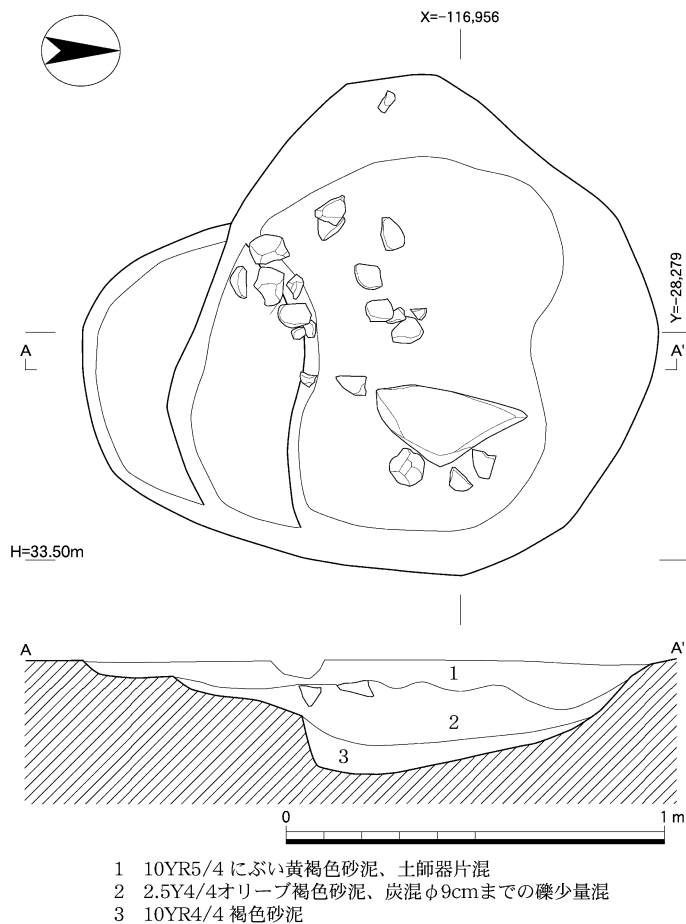 X=-116,956
Y=-28,279
A
A'
H=33.50m
A
A'
1
2
3
0
1 m
1 10YR5/4 にぶい黄褐色砂泥、土師器片混
2 2.5Y4/4オリーブ褐色砂泥、炭混φ9cmまでの礫少量混
3 10YR4/4 褐色砂泥